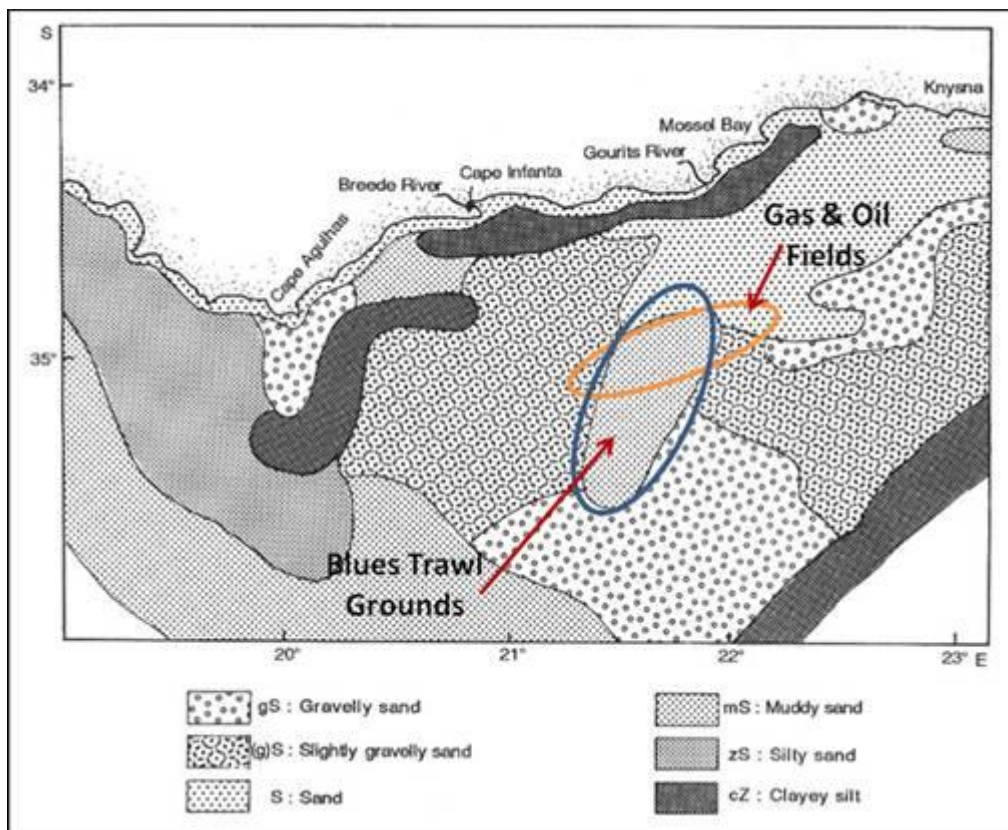 S
34°
Knysna
Mossel Bay
Gourits River
Cape Infanta
Breede River
Cape Agulhas
Gas & Oil
Fields
35°
Blues Trawl
Grounds
20°
21°
22°
23° E
gS : Gravelly sand
(g)S : Slightly gravelly sand
S : Sand
mS : Muddy sand
zS : Silty sand
cZ : Clayey silt